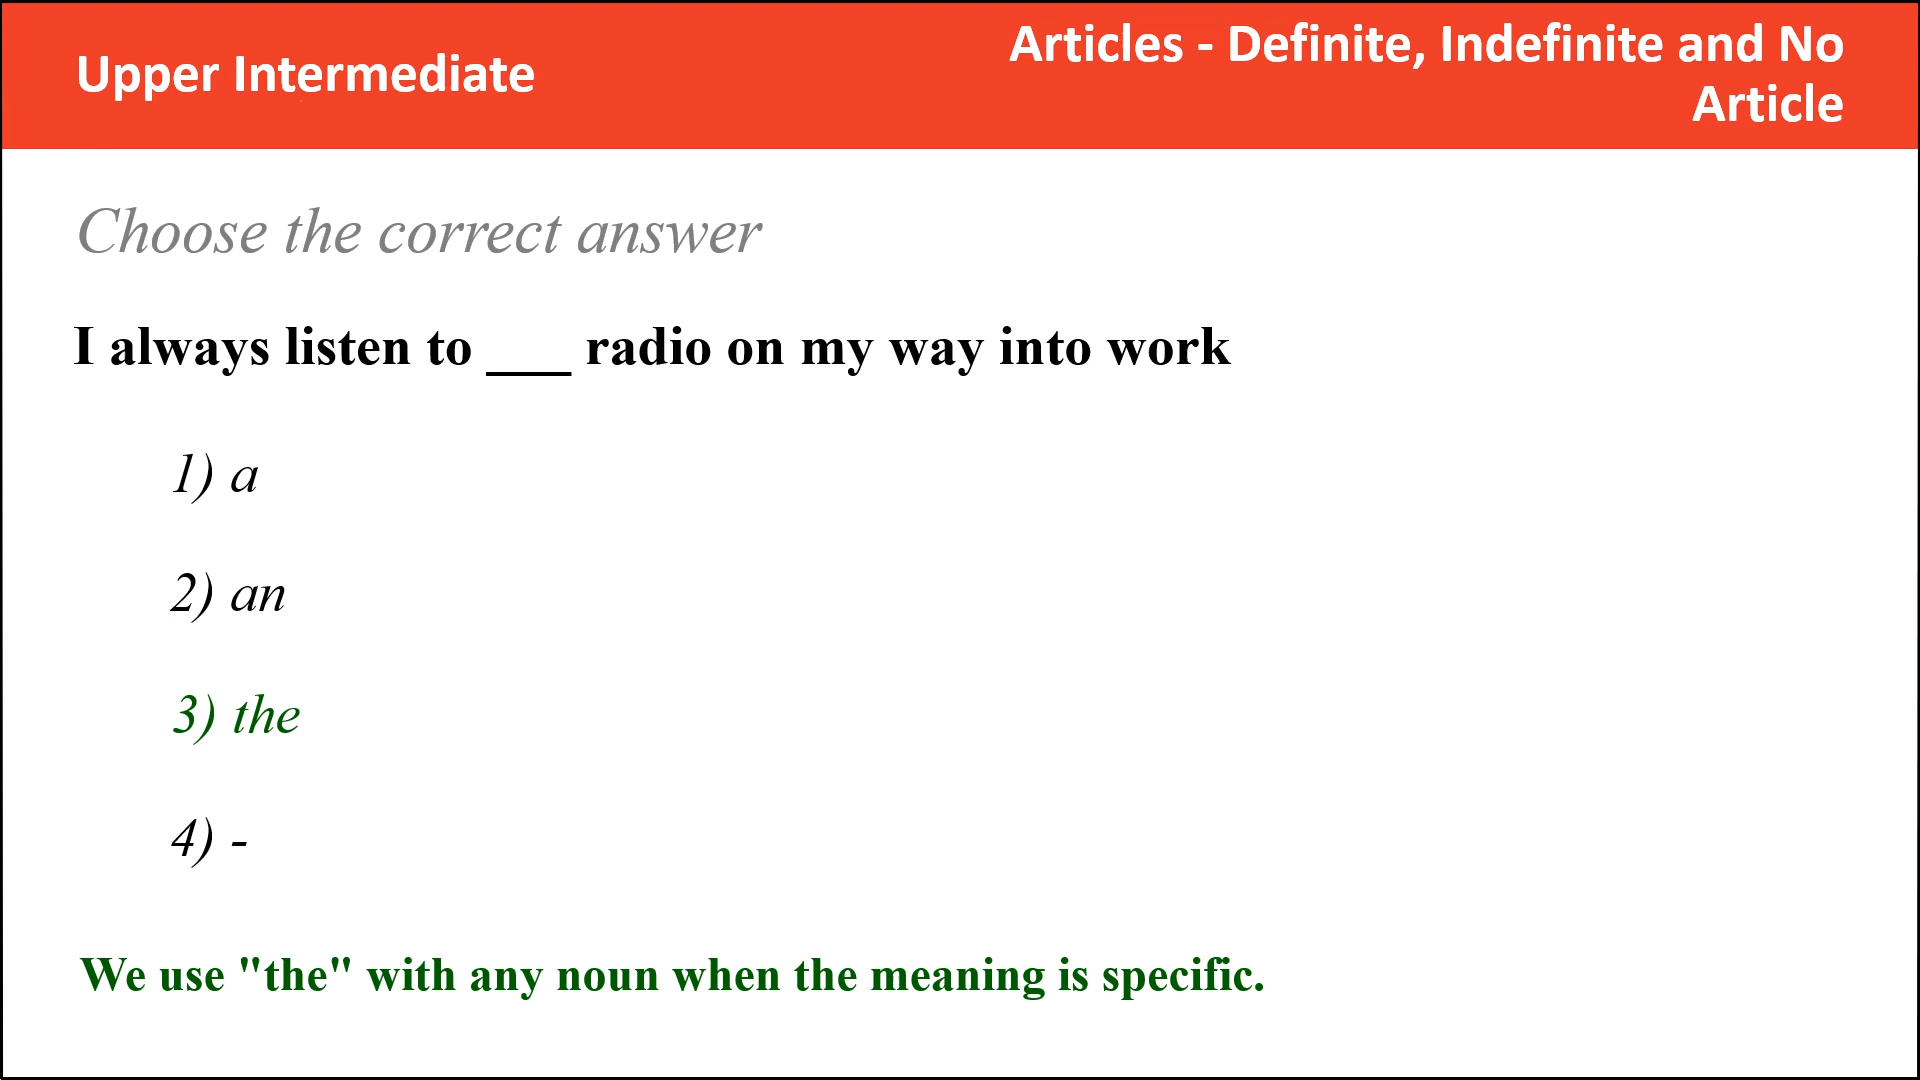 Upper Intermediate
Articles - Definite, Indefinite and No
Article
Choose the correct answer
I always listen to ___ radio on my way into work
1) a
2) an
3) the
4) -
We use "the" with any noun when the meaning is specific.